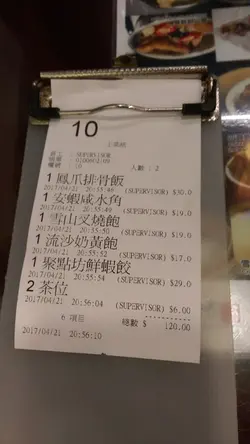 10
員工 : SUPERVISOR
人數 : 2
1 鳳爪排骨飯
2017/04/21 (SUPERVISOR) $30.0
1 安蝦咸水角
2017/04/21 20:55:49 (SUPERVISOR) $19.0
1 雪山叉燒飽
2017/04/21 20:55:50 (SUPERVISOR) $19.0
1 流沙奶黃飽
2017/04/21 20:55:52 (SUPERVISOR) $17.0
1 聚點坊鮮蝦餃
2017/04/21 20:55:54 (SUPERVISOR) $29.0
2 茶位
2017/04/21 20:56:04 (SUPERVISOR) $6.00
6 項目 總數 $ 120.00
2017/04/21 20:56:10